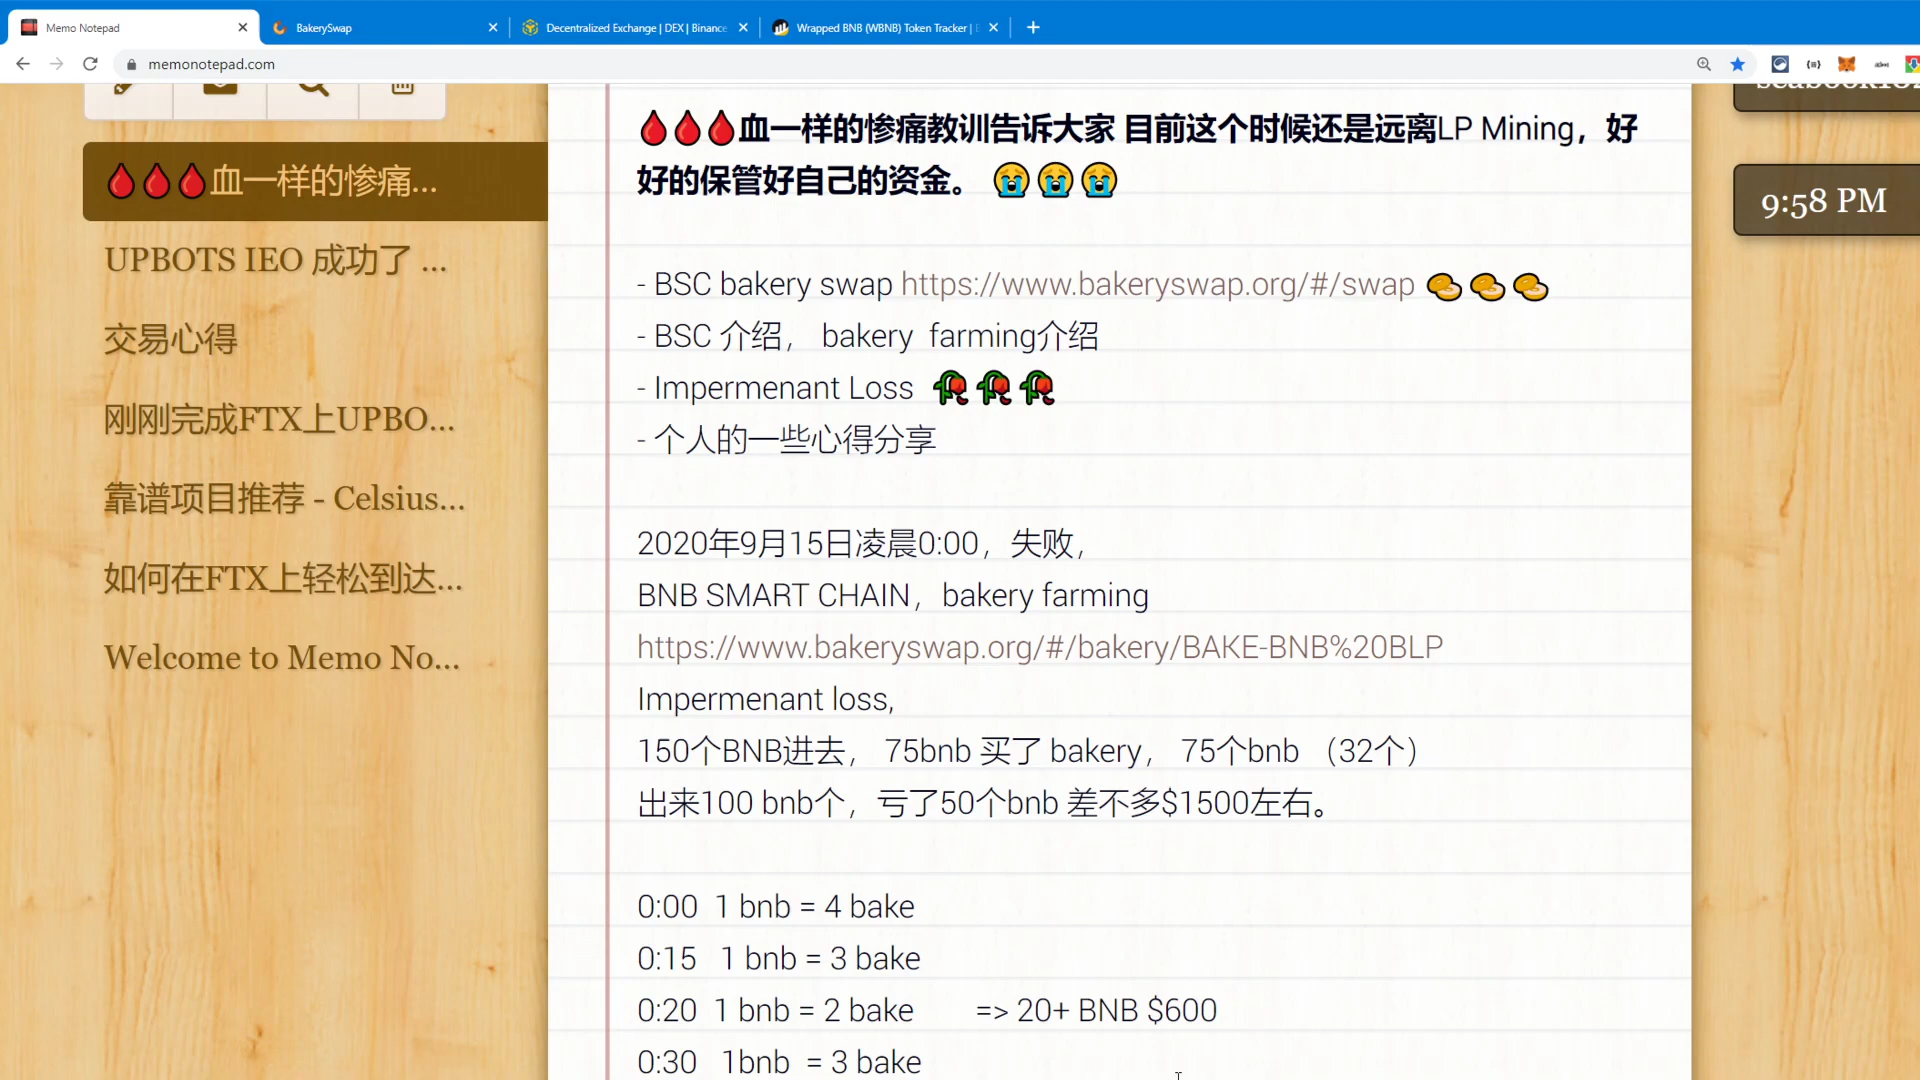 Memo Notepad
BakerySwap
Decentralized Exchange | DEX | Binance
Wrapped BNB (WBNB) Token Tracker |
memonotepad.com
🩸🩸🩸血一样的惨痛...
UPBOTS IEO 成功了 ...
交易心得
刚刚完成FTX上UPBO...
靠谱项目推荐 - Celsius...
如何在FTX上轻松到达...
Welcome to Memo No...
🩸🩸🩸血一样的惨痛教训告诉大家 目前这个时候还是远离LP Mining，好
好的保管好自己的资金。 😭😭😭
- BSC bakery swap https://www.bakeryswap.org/#/swap 🥯🥯🥯
- BSC 介绍， bakery farming介绍
- Impermenant Loss 🥀🥀🥀
- 个人的一些心得分享
2020年9月15日凌晨0:00，失败，
BNB SMART CHAIN，bakery farming
https://www.bakeryswap.org/#/bakery/BAKE-BNB%20BLP
Impermenant loss,
150个BNB进去， 75bnb 买了 bakery， 75个bnb （32个）
出来100 bnb个，亏了50个bnb 差不多$1500左右。
0:00 1 bnb = 4 bake
0:15 1 bnb = 3 bake
0:20 1 bnb = 2 bake => 20+ BNB $600
0:30 1bnb = 3 bake
9:58 PM